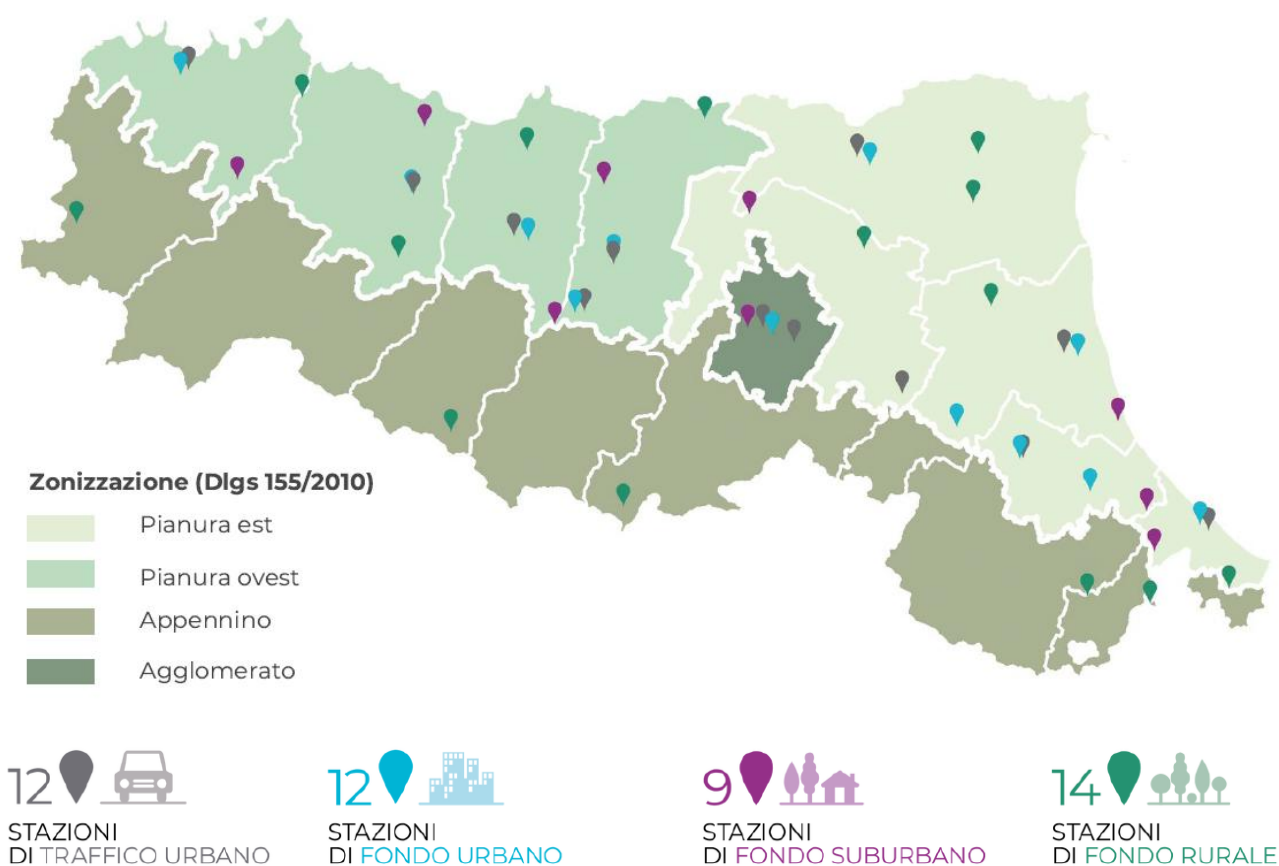 Zonizzazione (Dlgs 155/2010)
Pianura est
Pianura ovest
Appennino
Agglomerato
12
STAZIONI
DI TRAFFICO URBANO
12
STAZIONI
DI FONDO URBANO
9
STAZIONI
DI FONDO SUBURBANO
14
STAZIONI
DI FONDO RURALE